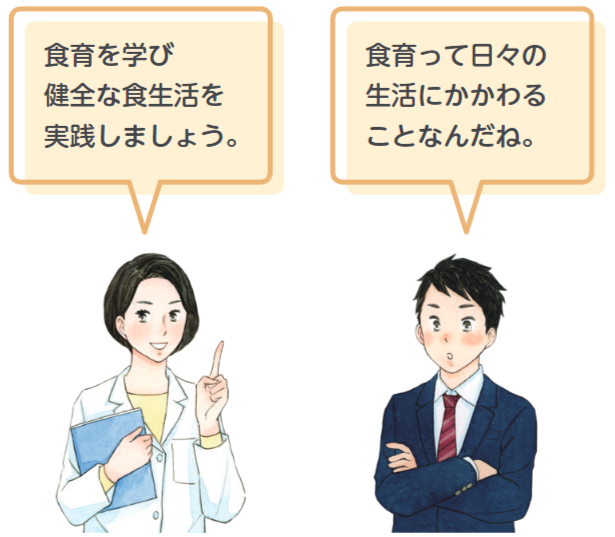 食育を学び
健全な食生活を
実践しましょう。
食育って日々の
生活にかかわる
ことなんだね。